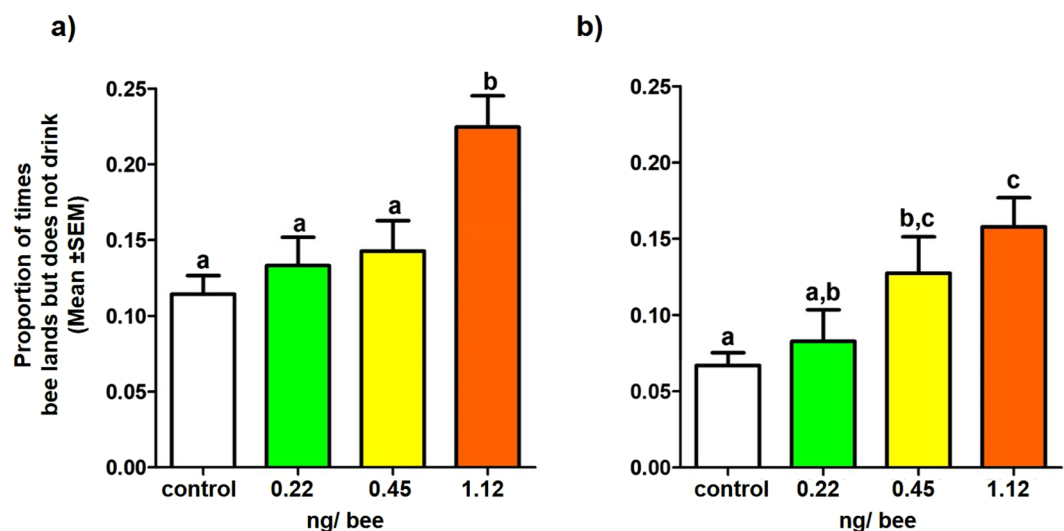 a)
Proportion of times
bee lands but does not drink
(Mean ±SEM)
0.25
0.20
0.15
0.10
0.05
0.00
a
a
a
b
control 0.22 0.45 1.12
ng/ bee
b)
0.25
0.20
0.15
0.10
0.05
0.00
a
a,b
b,c
c
control 0.22 0.45 1.12
ng/ bee